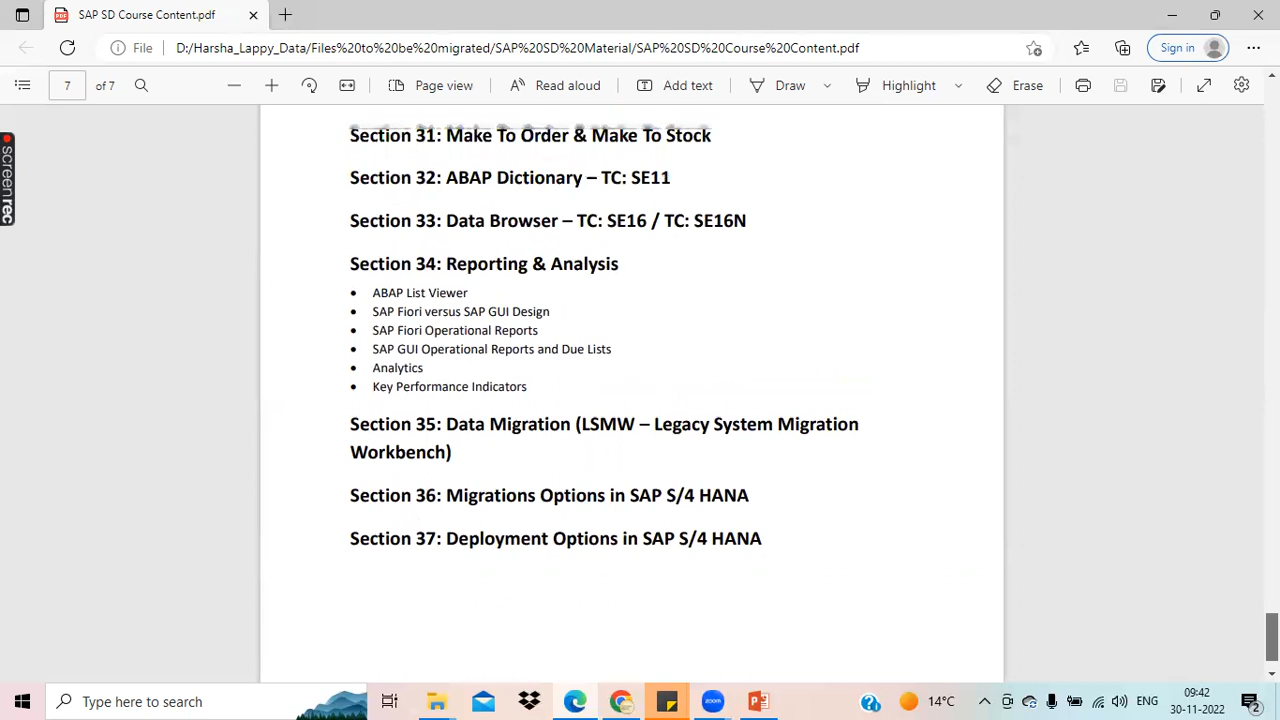 SAP SD Course Content.pdf
File
D:/Harsha_Lappy_Data/Files%20to%20be%20migrated/SAP%20SD%20Material/SAP%20SD%20Course%20Content.pdf
Sign in
7 of 7
Page view
Read aloud
Add text
Draw
Highlight
Erase
Section 31: Make To Order & Make To Stock
Section 32: ABAP Dictionary – TC: SE11
Section 33: Data Browser – TC: SE16 / TC: SE16N
Section 34: Reporting & Analysis
• ABAP List Viewer
• SAP Fiori versus SAP GUI Design
• SAP Fiori Operational Reports
• SAP GUI Operational Reports and Due Lists
• Analytics
• Key Performance Indicators
Section 35: Data Migration (LSMW – Legacy System Migration
Workbench)
Section 36: Migrations Options in SAP S/4 HANA
Section 37: Deployment Options in SAP S/4 HANA
screenrec
Type here to search
zoom
14°C
ENG
09:42
30-11-2022
2